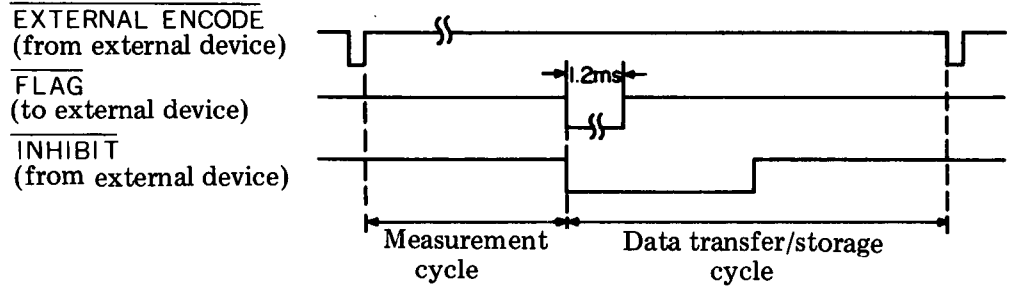 EXTERNAL ENCODE
(from external device)
FLAG
(to external device)
1.2ms
INHIBIT
(from external device)
Measurement
cycle
Data transfer/storage
cycle